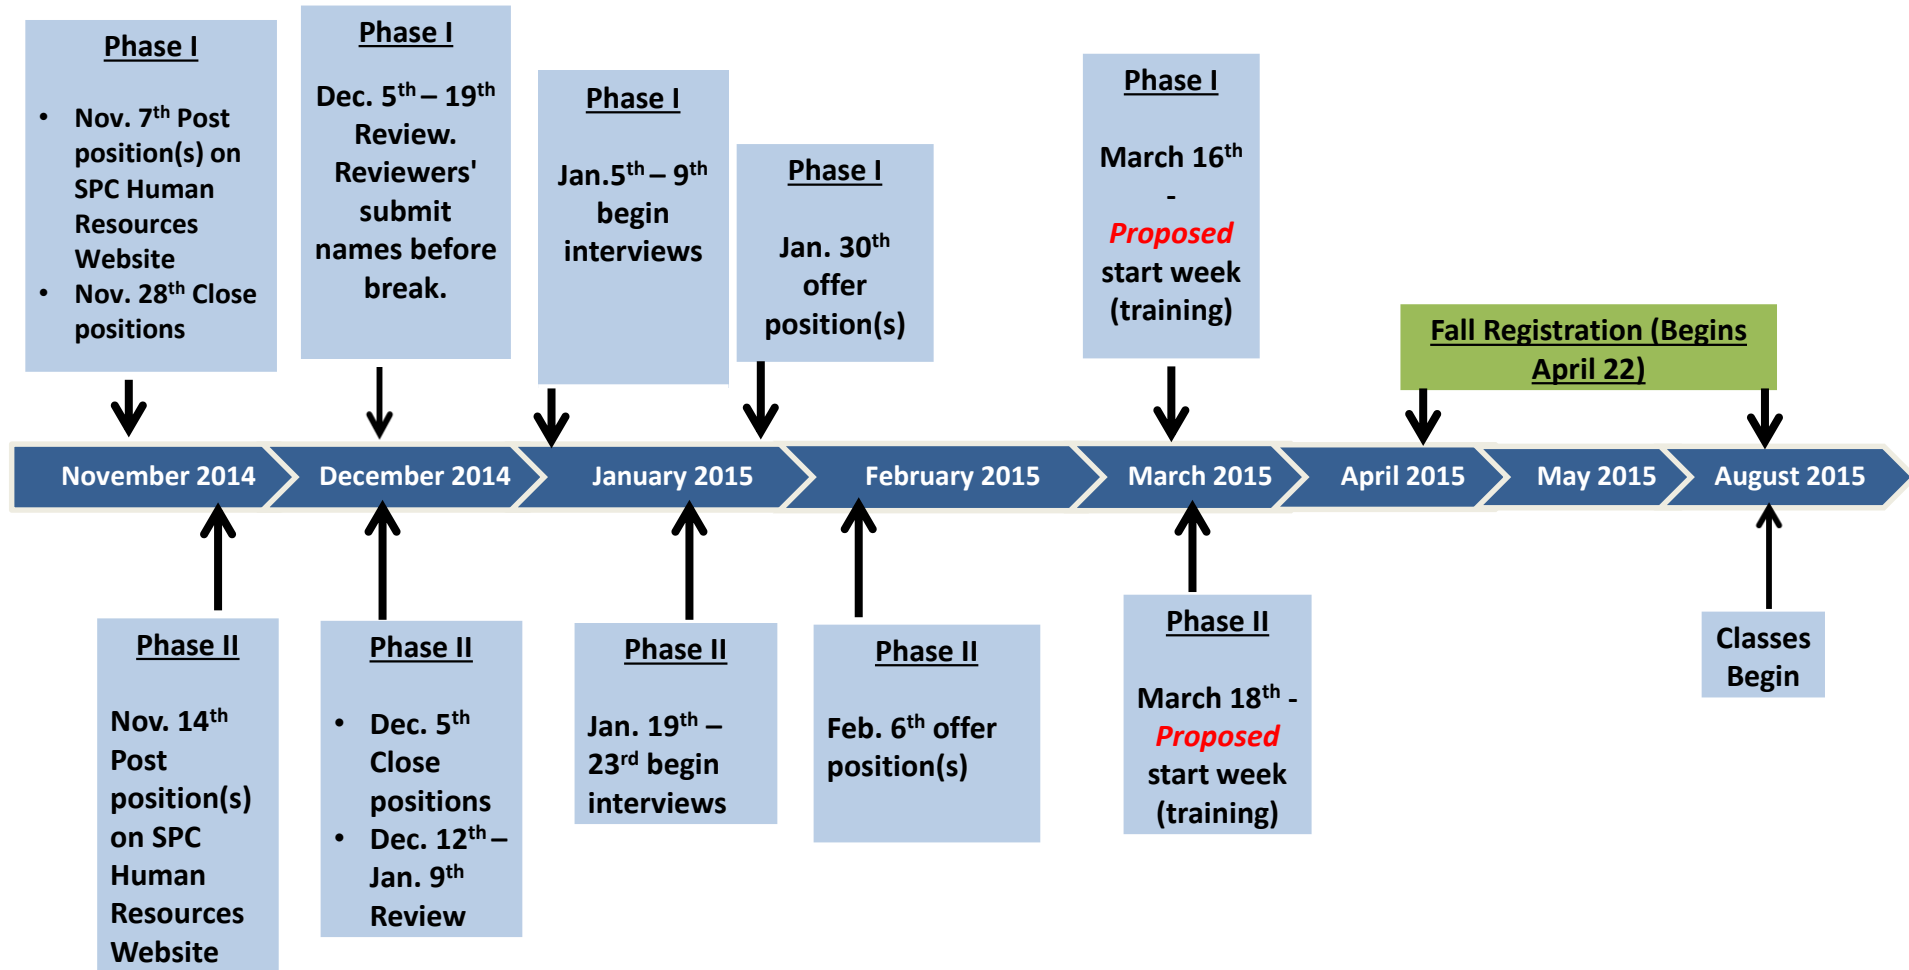 Phase I
• Nov. 7th Post
position(s) on
SPC Human
Resources
Website
• Nov. 28th Close
positions
Phase I
Dec. 5th – 19th
Review.
Reviewers'
submit
names before
break.
Phase I
Jan.5th – 9th
begin
interviews
Phase I
Jan. 30th
offer
position(s)
Phase I
March 16th
-
Proposed
start week
(training)
Fall Registration (Begins
April 22)
November 2014
December 2014
January 2015
February 2015
March 2015
April 2015
May 2015
August 2015
Phase II
Nov. 14th
Post
position(s)
on SPC
Human
Resources
Website
Phase II
• Dec. 5th
Close
positions
• Dec. 12th –
Jan. 9th
Review
Phase II
Jan. 19th –
23rd begin
interviews
Phase II
Feb. 6th offer
position(s)
Phase II
March 18th -
Proposed
start week
(training)
Classes
Begin